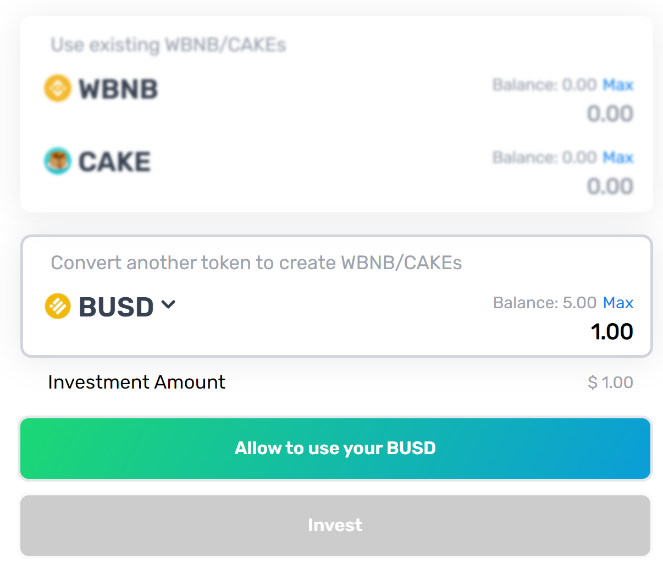 Use existing WBNB/CAKEs
WBNB
Balance: 0.00 Max
0.00
CAKE
Balance: 0.00 Max
0.00
Convert another token to create WBNB/CAKEs
BUSD
Balance: 5.00 Max
1.00
Investment Amount
$ 1.00
Allow to use your BUSD
Invest